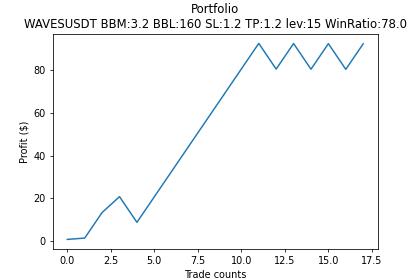 Portfolio
WAVESUSDT BBM:3.2 BBL:160 SL:1.2 TP:1.2 lev:15 WinRatio:78.0
Profit ($)
80
60
40
20
0
0.0 2.5 5.0 7.5 10.0 12.5 15.0 17.5
Trade counts